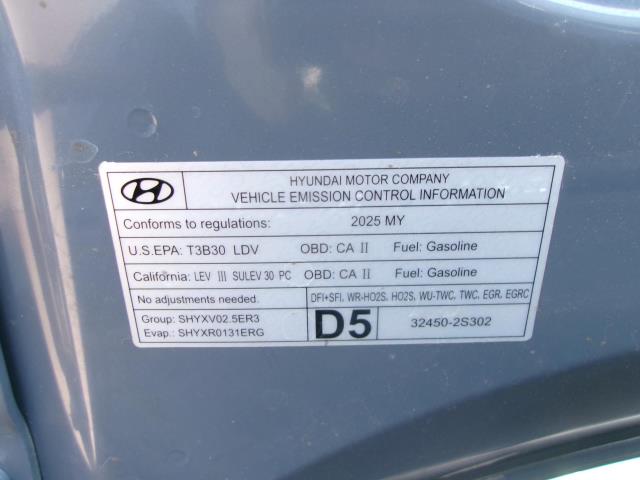 HYUNDAI MOTOR COMPANY
VEHICLE EMISSION CONTROL INFORMATION
Conforms to regulations: 2025 MY
U.S.EPA: T3B30 LDV OBD: CA II Fuel: Gasoline
California: LEV III SULEV 30 PC OBD: CA II Fuel: Gasoline
No adjustments needed. DFI+SFI, WR-HO2S, HO2S, WU-TWC, TWC, EGR, EGRC
Group: SHYXV02.5ER3
Evap.: SHYXR0131ERG
D5 32450-2S302